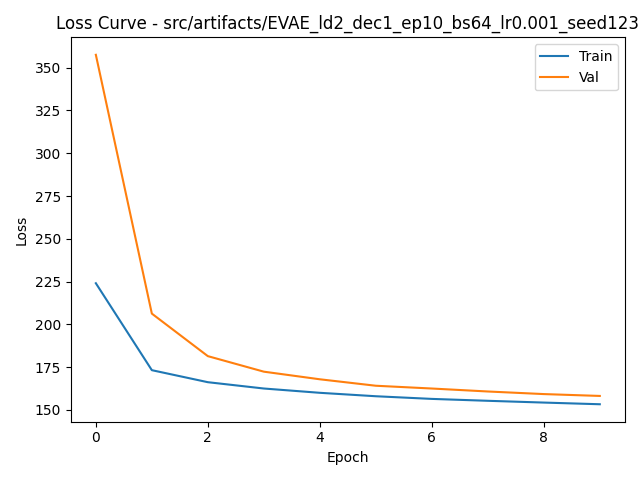 Loss Curve - src/artifacts/EVAE_ld2_dec1_ep10_bs64_lr0.001_seed123
Train
Val
350
325
300
275
250
225
200
175
150
Loss
0
2
4
6
8
Epoch